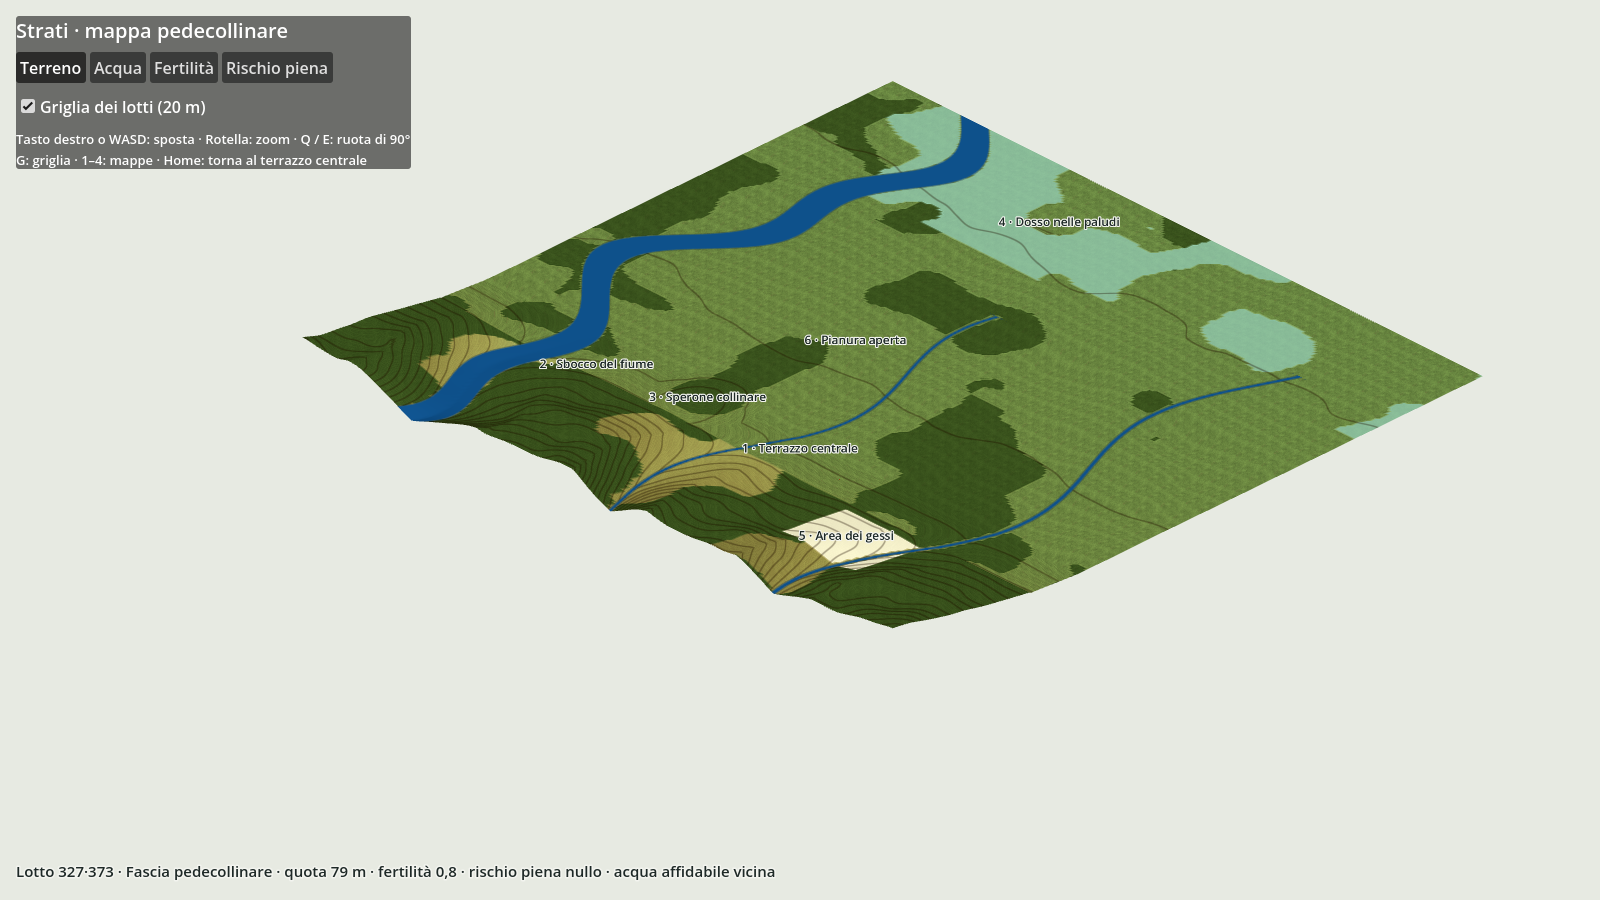 Strati · mappa pedecollinare
Terreno Acqua Fertilità Rischio piena
Griglia dei lotti (20 m)
Tasto destro o WASD: sposta · Rotella: zoom · Q / E: ruota di 90°
G: griglia · 1–4: mappe · Home: torna al terrazzo centrale
4 · Dosso nelle paludi
6 · Pianura aperta
2 · Sbocco del fiume
3 · Sperone collinare
1 · Terrazzo centrale
5 · Area dei gessi
Lotto 327·373 · Fascia pedecollinare · quota 79 m · fertilità 0,8 · rischio piena nullo · acqua affidabile vicina